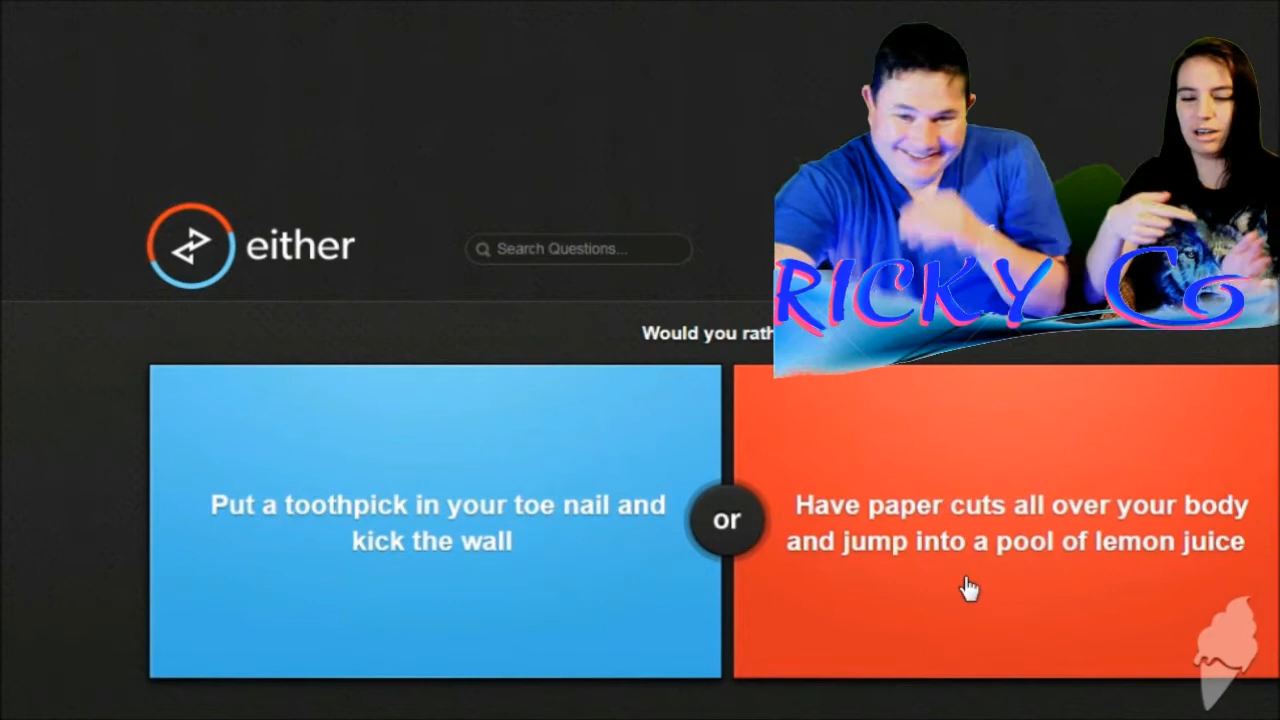 either
Search Questions...
RICKY Co
Would you rath
Put a toothpick in your toe nail and
kick the wall
or
Have paper cuts all over your body
and jump into a pool of lemon juice